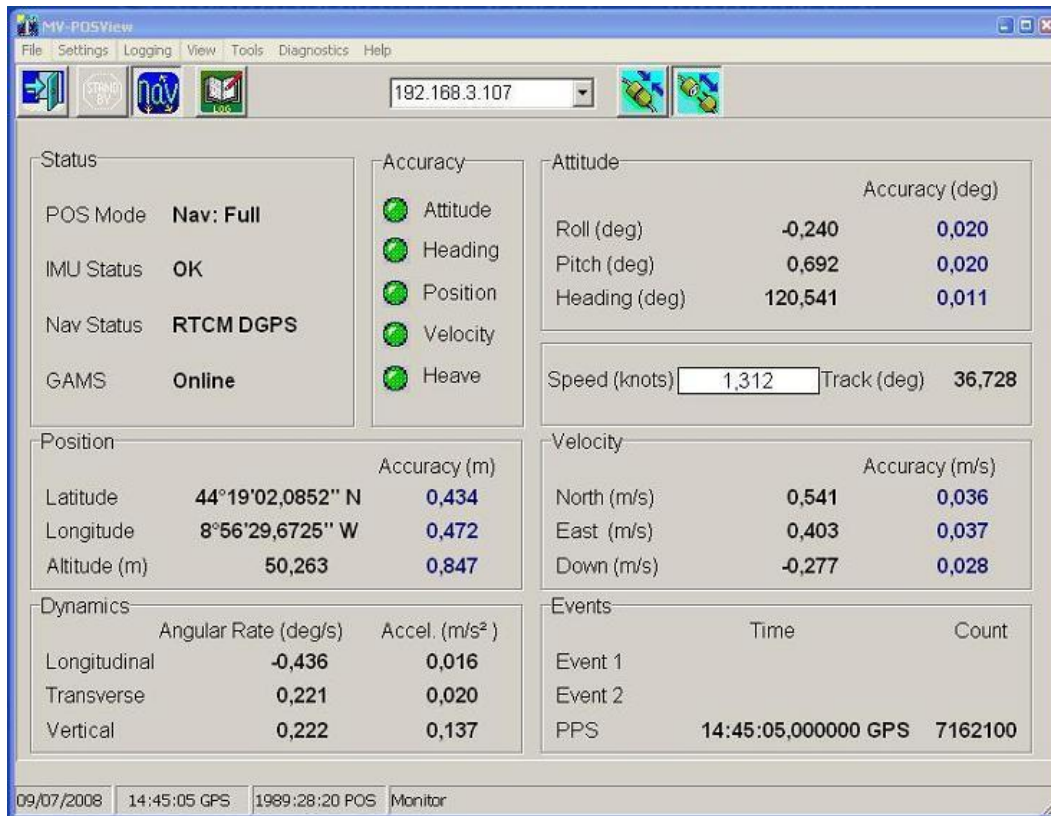 MV-POSView
File Settings Logging View Tools Diagnostics Help
STAND BY nav LOG 192.168.3.107
Status
POS Mode Nav: Full
IMU Status OK
Nav Status RTCM DGPS
GAMS Online
Accuracy
Attitude
Heading
Position
Velocity
Heave
Attitude
Accuracy (deg)
Roll (deg) -0,240 0,020
Pitch (deg) 0,692 0,020
Heading (deg) 120,541 0,011
Speed (knots) 1,312 Track (deg) 36,728
Position
Accuracy (m)
Latitude 44°19'02,0852'' N 0,434
Longitude 8°56'29,6725'' W 0,472
Altitude (m) 50,263 0,847
Velocity
Accuracy (m/s)
North (m/s) 0,541 0,036
East (m/s) 0,403 0,037
Down (m/s) -0,277 0,028
Dynamics
Angular Rate (deg/s) Accel. (m/s²)
Longitudinal -0,436 0,016
Transverse 0,221 0,020
Vertical 0,222 0,137
Events
Time Count
Event 1
Event 2
PPS 14:45:05,000000 GPS 7162100
09/07/2008 14:45:05 GPS 1989:28:20 POS Monitor